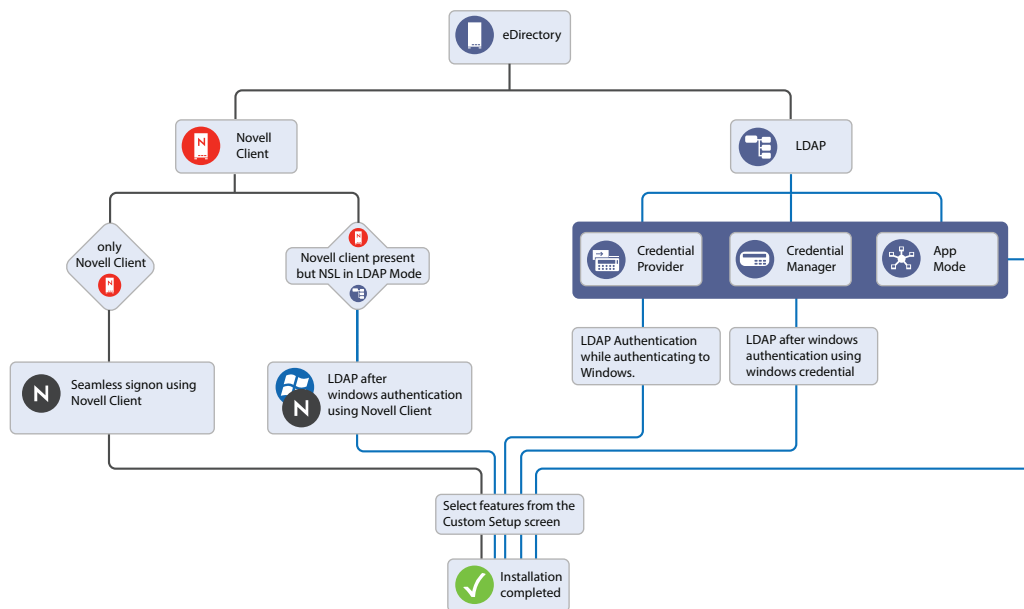 eDirectory
Novell
Client
LDAP
only
Novell Client
Novell client present
but NSL in LDAP Mode
Credential
Provider
Credential
Manager
App
Mode
LDAP Authentication
while authenticating to
Windows.
LDAP after windows
authentication using
windows credential
Seamless signon using
Novell Client
LDAP after
windows authentication
using Novell Client
Select features from the
Custom Setup screen
Installation
completed